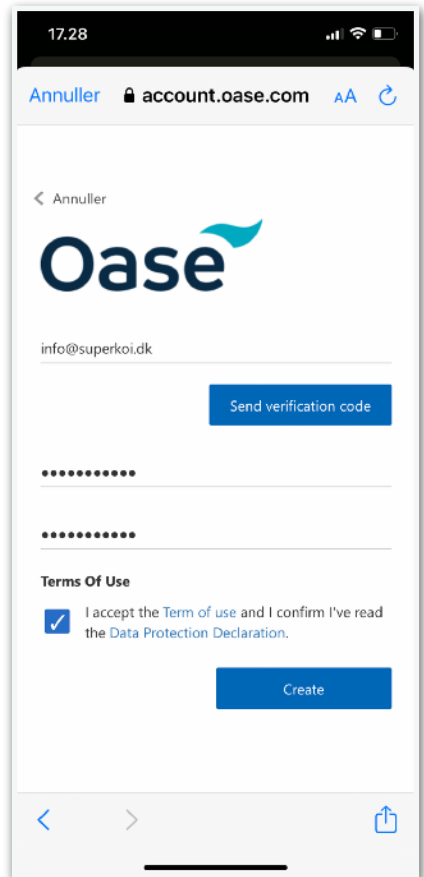 17.28
Annuller account.oase.com AA
Annuller
Oase
info@superkoi.dk
Send verification code
•••••••••••
•••••••••••
Terms Of Use
I accept the Term of use and I confirm I've read
the Data Protection Declaration.
Create